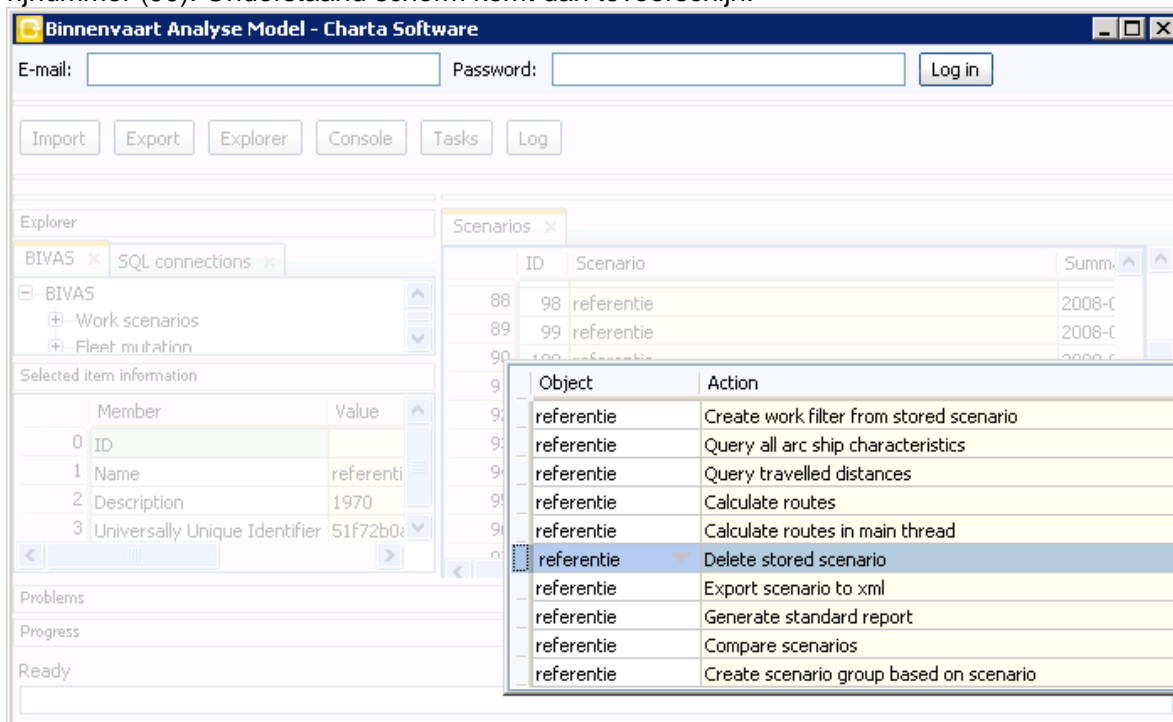 Binnenvaart Analyse Model - Charta Software
E-mail: Password: Log in
Import Export Explorer Console Tasks Log
Explorer
Scenarios
BIVAS SQL connections
ID Scenario
BIVAS
Work scenarios
Fleet mutation
88 98 referentie 2008-0
89 99 referentie 2008-0
90
Selected item information
Member Value
0 ID
1 Name referenti
2 Description 1970
3 Universally Unique Identifier 51f72b0a
Object Action
referentie Create work filter from stored scenario
referentie Query all arc ship characteristics
referentie Query travelled distances
referentie Calculate routes
referentie Calculate routes in main thread
referentie Delete stored scenario
referentie Export scenario to xml
referentie Generate standard report
referentie Compare scenarios
referentie Create scenario group based on scenario
Problems
Progress
Ready